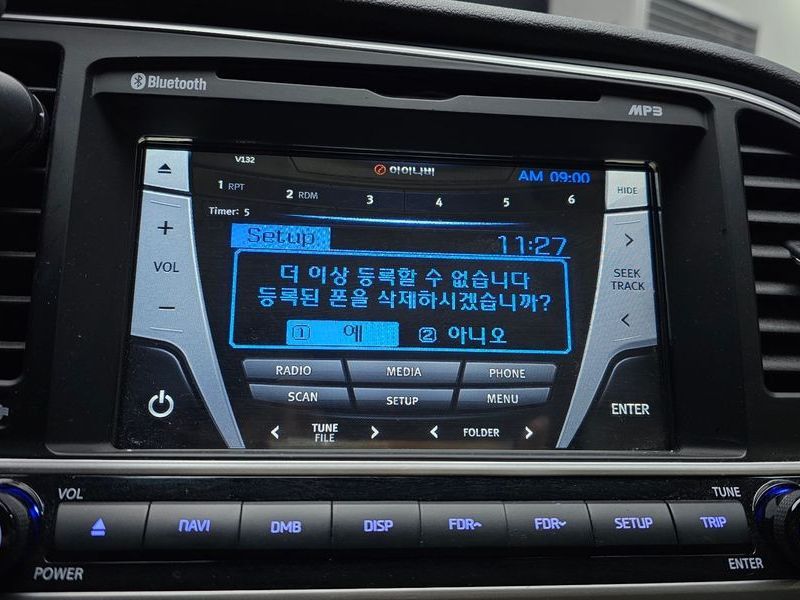 Bluetooth
MP3
V132
아이나비
AM 09:00
1 RPT 2 RDM 3 4 5 6
HIDE
Timer: 5
+
VOL
−
Setup 11:27
더 이상 등록할 수 없습니다
등록된 폰을 삭제하시겠습니까?
1 예 2 아니오
>
SEEK
TRACK
<
RADIO MEDIA PHONE
SCAN SETUP MENU
ENTER
< TUNE FILE > < FOLDER >
VOL TUNE
NAVI DMB DISP FDR^ FDR˅ SETUP TRIP
POWER ENTER